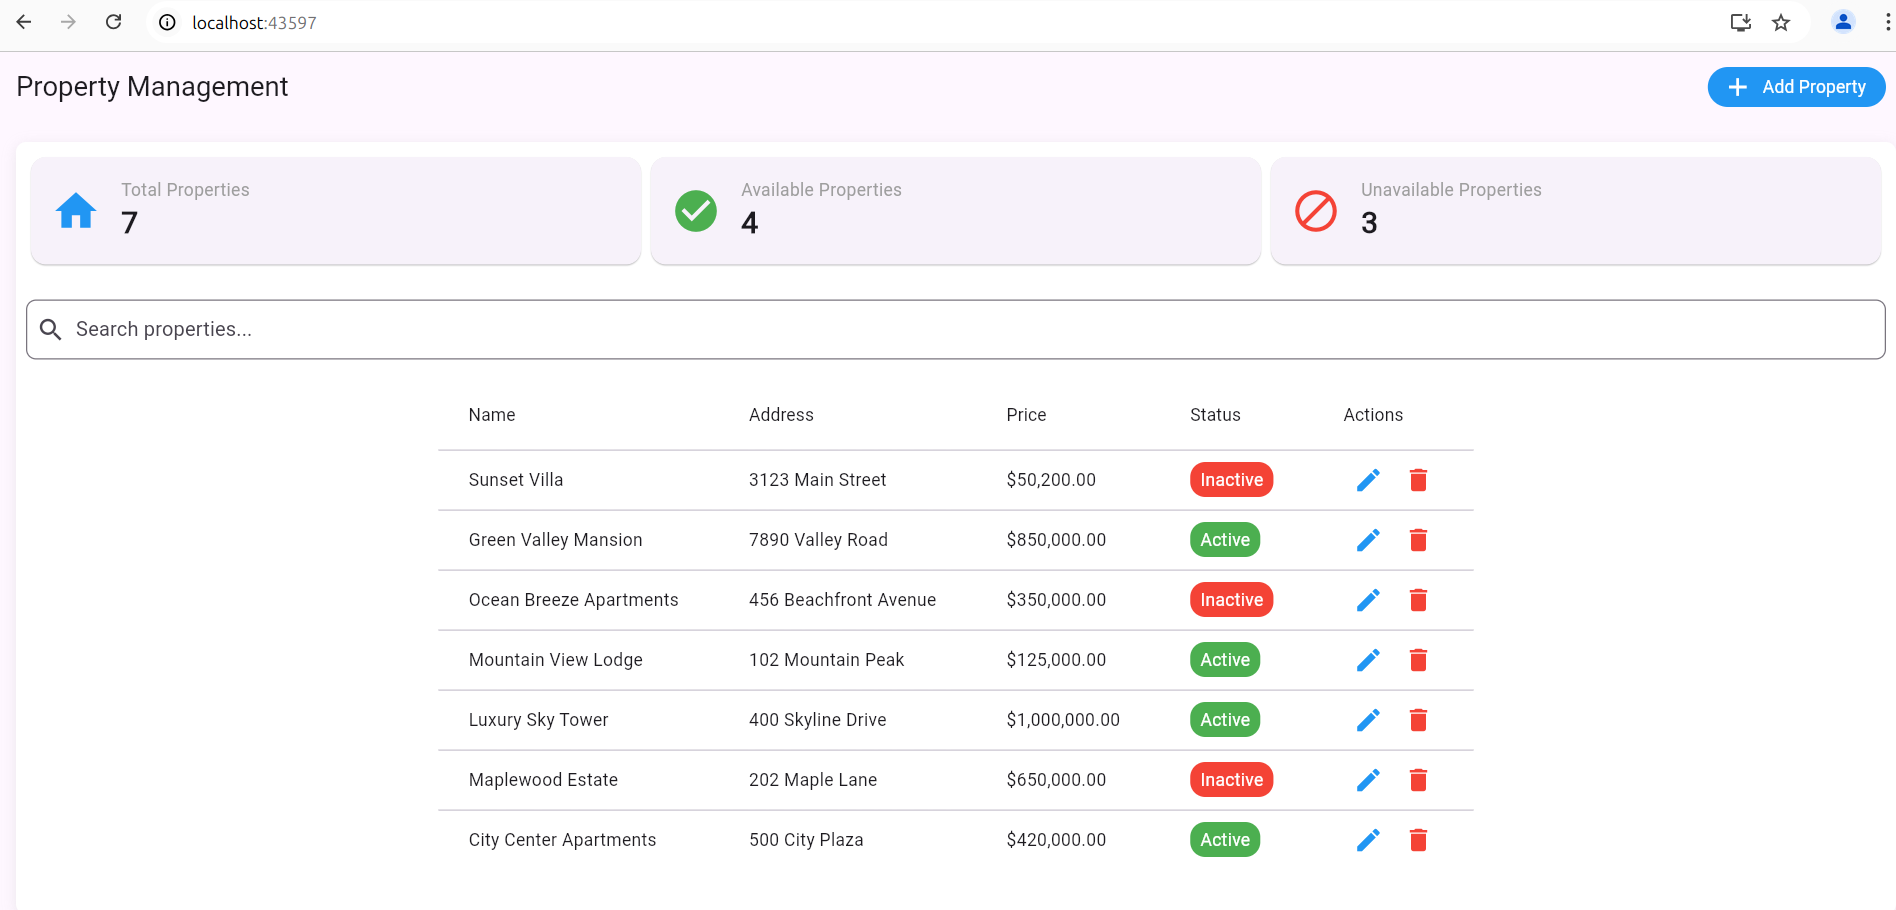 localhost:43597
Property Management
Add Property
Total Properties
7
Available Properties
4
Unavailable Properties
3
Search properties...
Name Address Price Status Actions
Sunset Villa 3123 Main Street $50,200.00 Inactive
Green Valley Mansion 7890 Valley Road $850,000.00 Active
Ocean Breeze Apartments 456 Beachfront Avenue $350,000.00 Inactive
Mountain View Lodge 102 Mountain Peak $125,000.00 Active
Luxury Sky Tower 400 Skyline Drive $1,000,000.00 Active
Maplewood Estate 202 Maple Lane $650,000.00 Inactive
City Center Apartments 500 City Plaza $420,000.00 Active